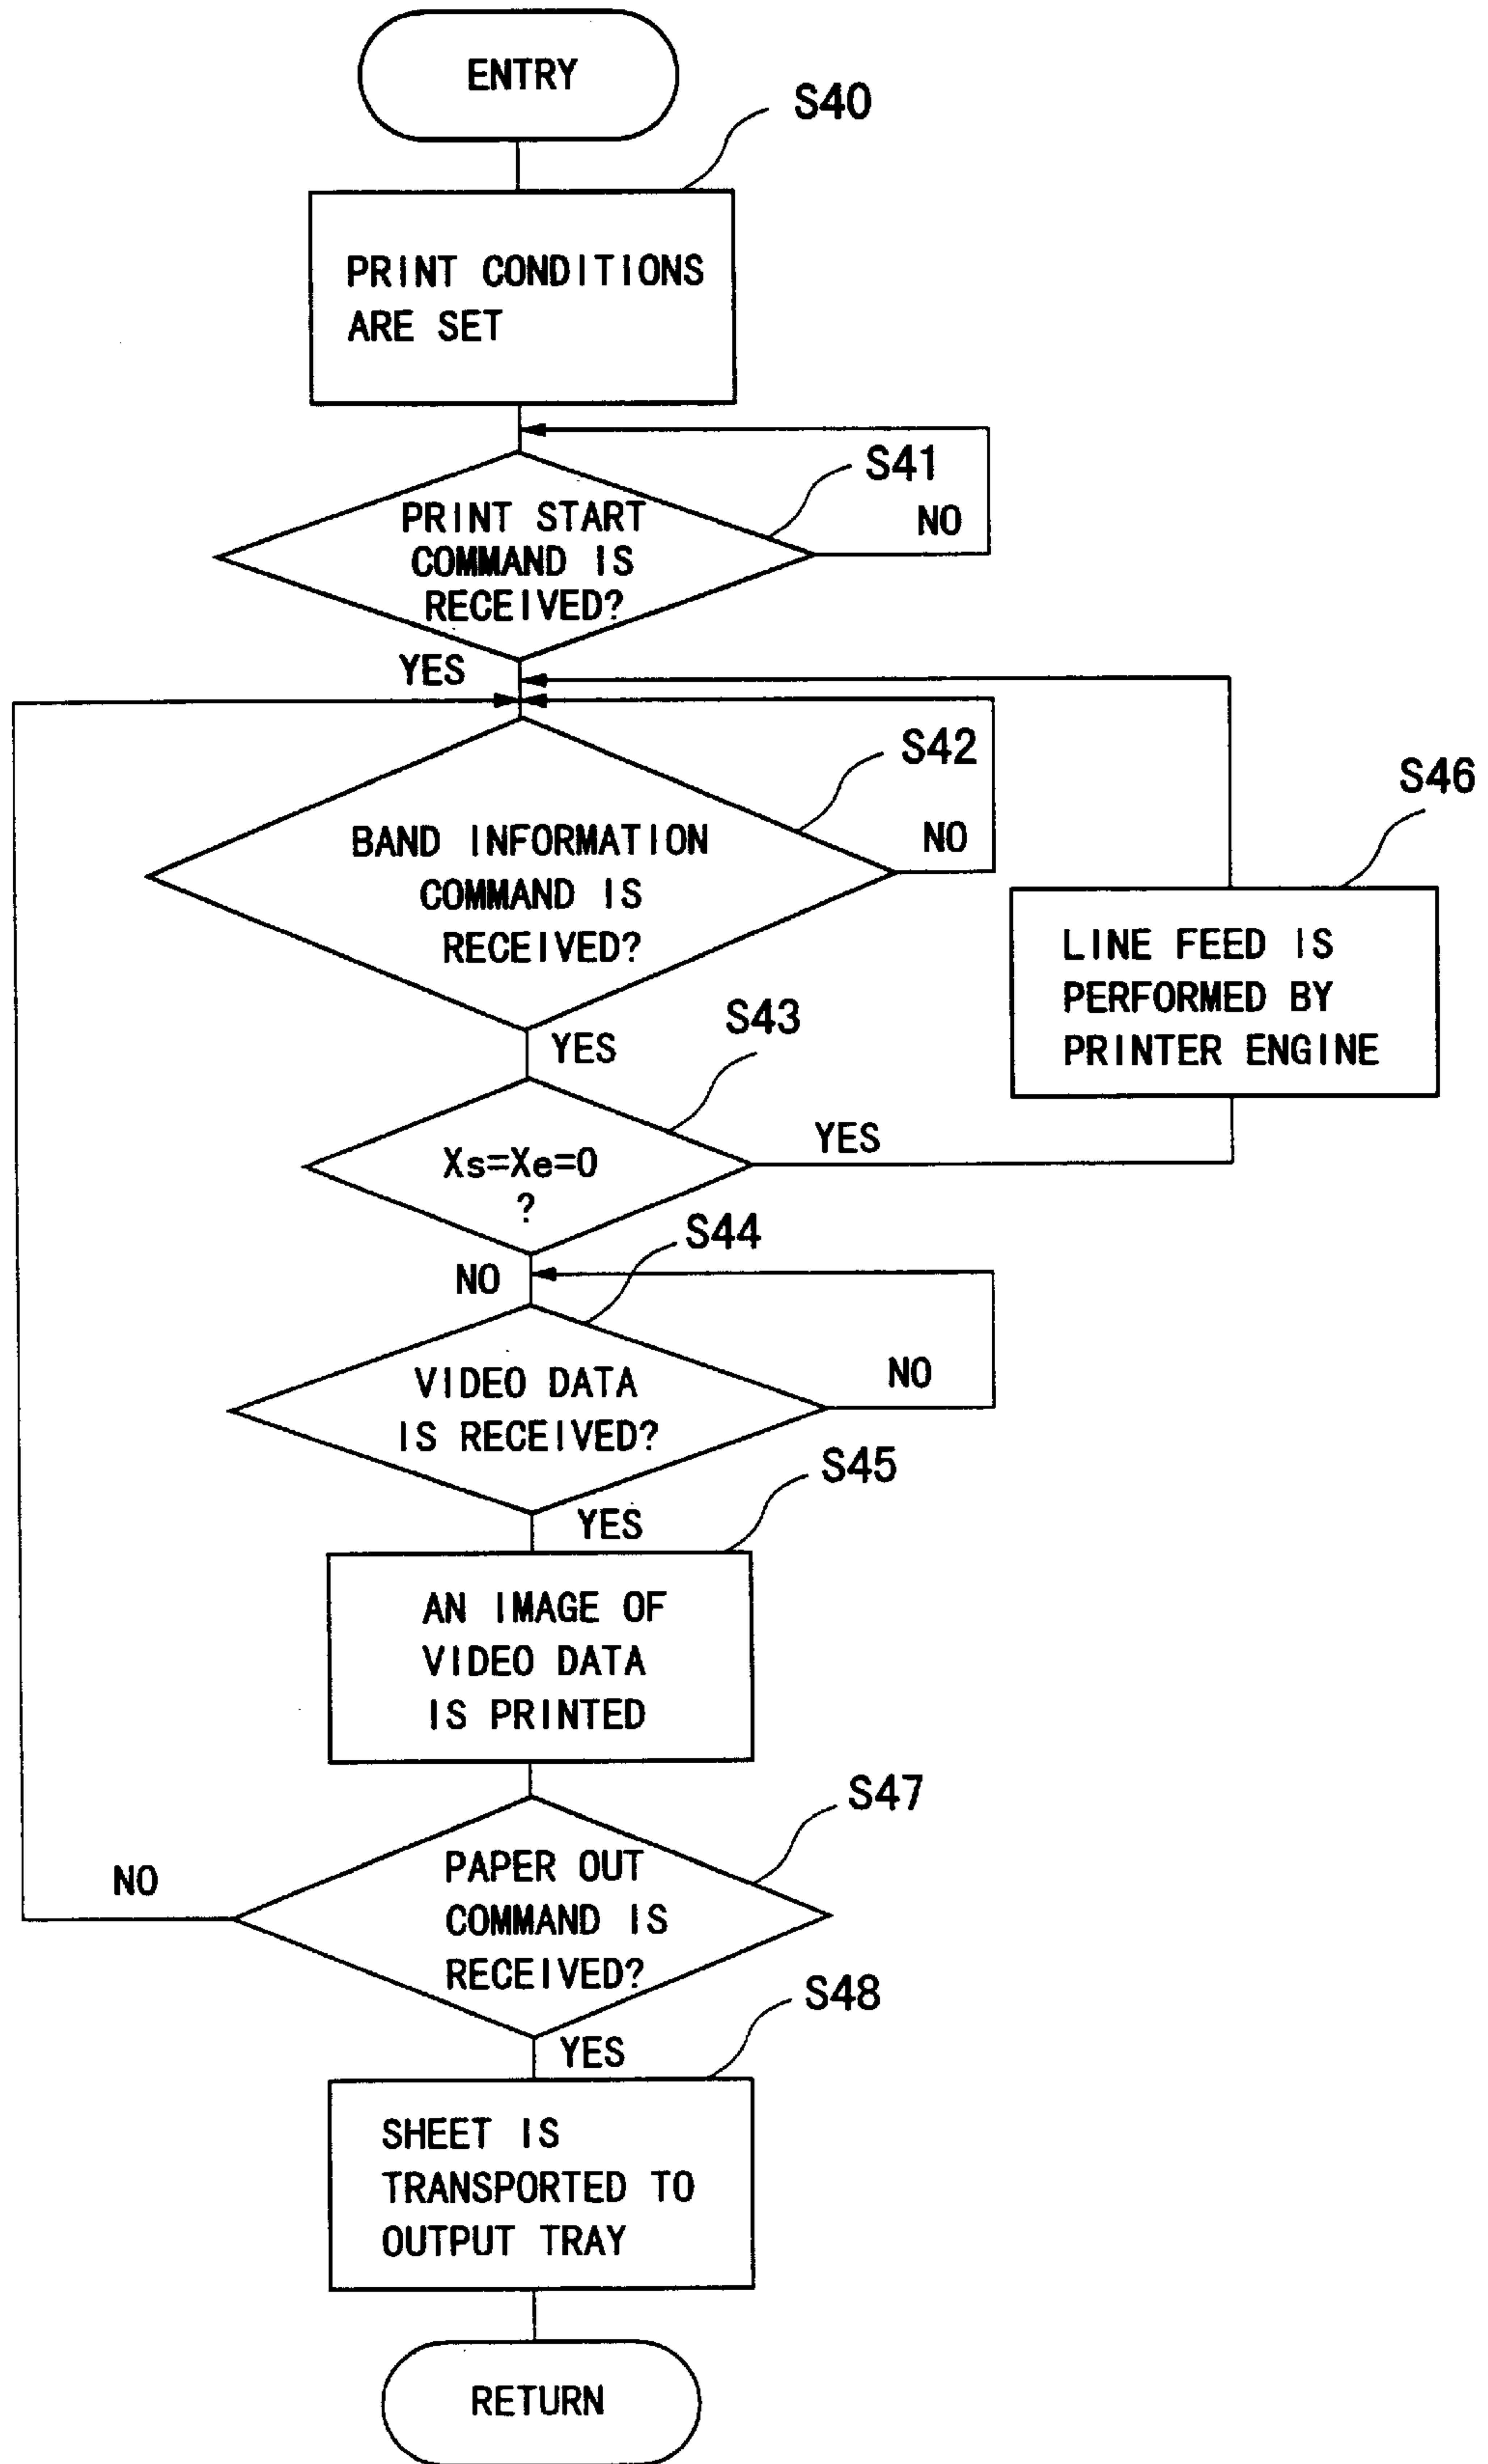 ENTRY
S40
PRINT CONDITIONS
ARE SET
S41
PRINT START
COMMAND IS
RECEIVED?
NO
YES
S42
BAND INFORMATION
COMMAND IS
RECEIVED?
NO
S46
LINE FEED IS
PERFORMED BY
PRINTER ENGINE
YES
S43
Xs=Xe=0
?
YES
NO
S44
VIDEO DATA
IS RECEIVED?
NO
YES
S45
AN IMAGE OF
VIDEO DATA
IS PRINTED
S47
PAPER OUT
COMMAND IS
RECEIVED?
NO
YES
S48
SHEET IS
TRANSPORTED TO
OUTPUT TRAY
RETURN